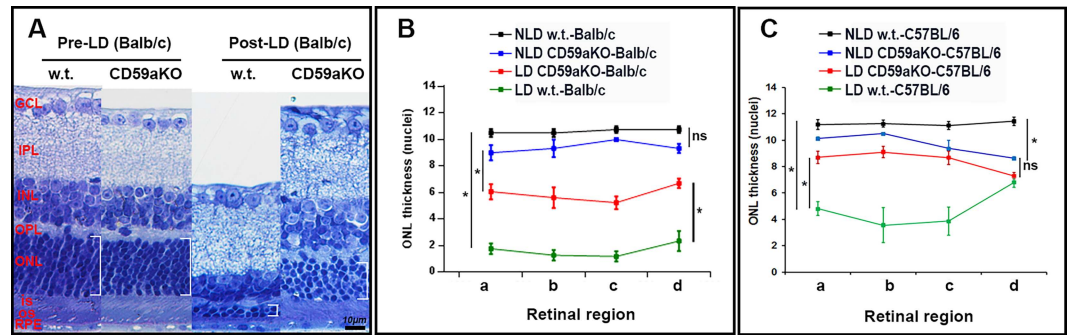 A
Pre-LD (Balb/c)
Post-LD (Balb/c)
w.t.
CD59aKO
w.t.
CD59aKO
GCL
IPL
INL
OPL
ONL
is
os
RPE
10µm
B
NLD w.t.-Balb/c
NLD CD59aKO-Balb/c
LD CD59aKO-Balb/c
LD w.t.-Balb/c
ONL thickness (nuclei)
14
12
10
8
6
4
2
0
*
*
ns
*
a
b
c
d
Retinal region
C
NLD w.t.-C57BL/6
NLD CD59aKO-C57BL/6
LD CD59aKO-C57BL/6
LD w.t.-C57BL/6
ONL thickness (nuclei)
14
12
10
8
6
4
2
0
*
*
*
ns
a
b
c
d
Retinal region